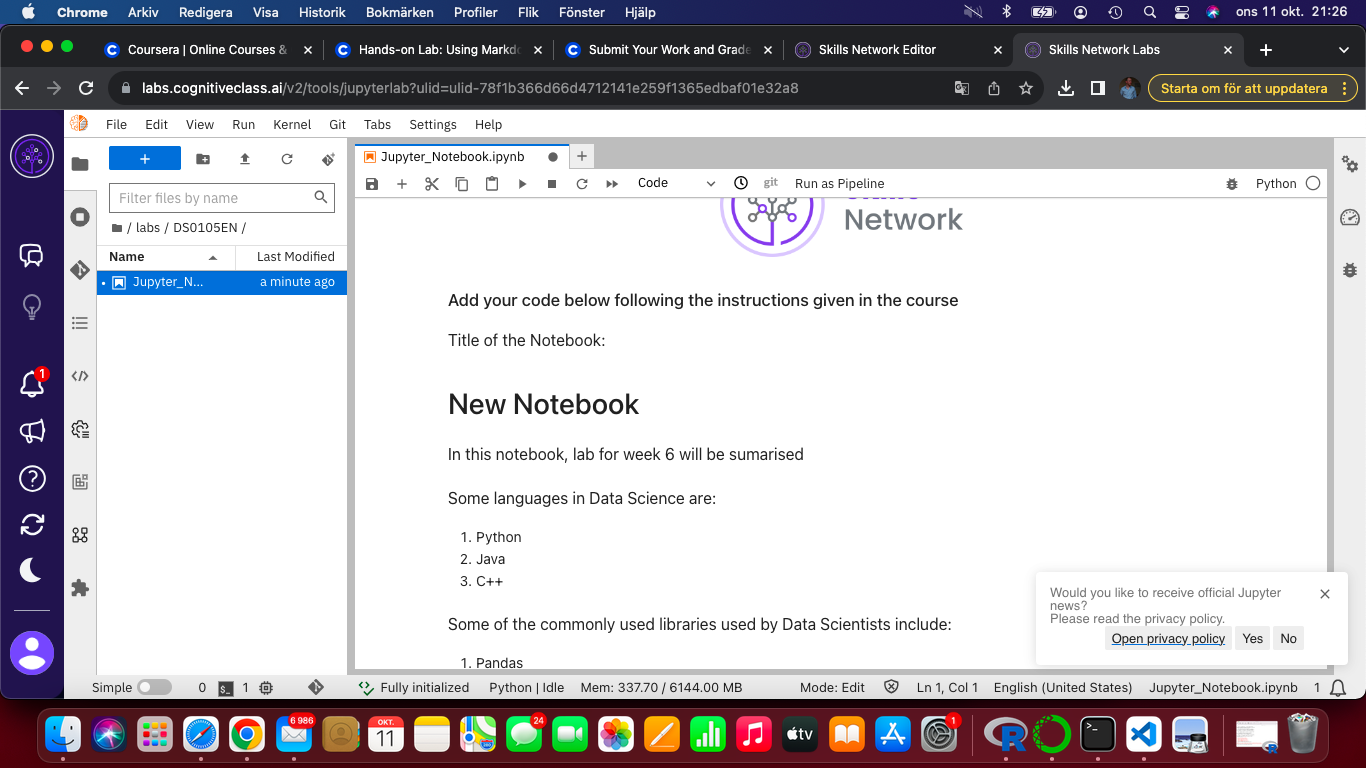 Chrome Arkiv Redigera Visa Historik Bokmärken Profiler Flik Fönster Hjälp ons 11 okt. 21:26
Coursera | Online Courses & Hands-on Lab: Using Markdo Submit Your Work and Grade Skills Network Editor Skills Network Labs
labs.cognitiveclass.ai/v2/tools/jupyterlab?ulid=ulid-78f1b366d66d4712141e259f1365edbaf01e32a8 Starta om för att uppdatera
File Edit View Run Kernel Git Tabs Settings Help
+ Jupyter_Notebook.ipynb
Code git Run as Pipeline Python
Filter files by name
/ labs / DS0105EN /
Name Last Modified
Jupyter_N... a minute ago
Network
Add your code below following the instructions given in the course
Title of the Notebook:
New Notebook
In this notebook, lab for week 6 will be sumarised
Some languages in Data Science are:
1. Python
2. Java
3. C++
Some of the commonly used libraries used by Data Scientists include:
1. Pandas
1
Would you like to receive official Jupyter
news?
Please read the privacy policy.
Open privacy policy Yes No
Simple 0 1 Fully initialized Python | Idle Mem: 337.70 / 6144.00 MB Mode: Edit Ln 1, Col 1 English (United States) Jupyter_Notebook.ipynb 1
6 986 OKT. 11 24 tv 1 R